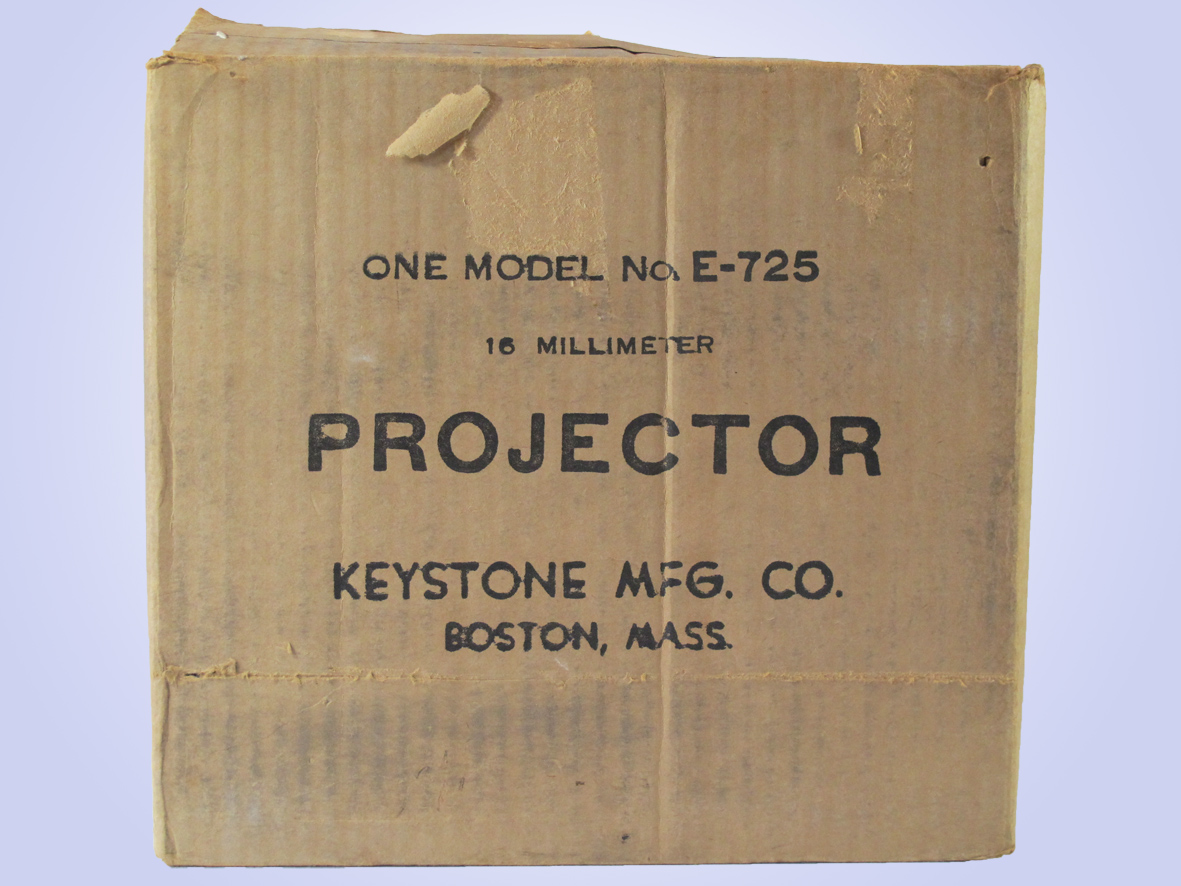 ONE MODEL No. E-725
16 MILLIMETER
PROJECTOR
KEYSTONE MFG. CO.
BOSTON, MASS.